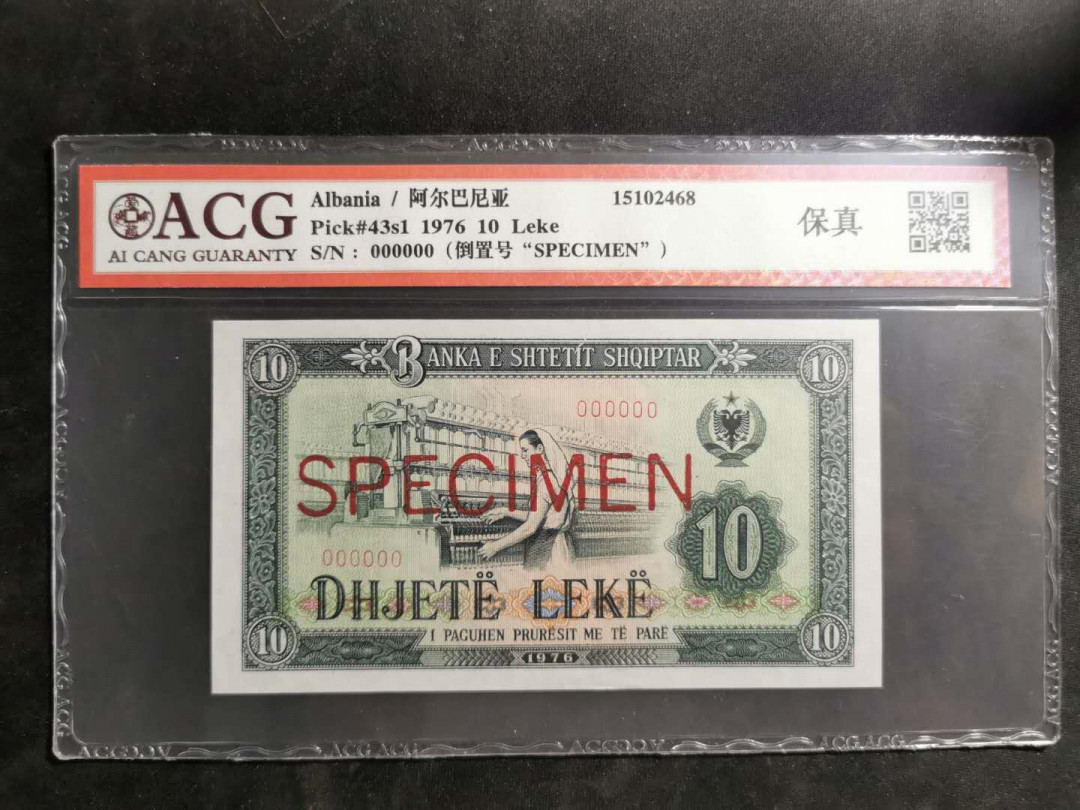 ACG
AI CANG GUARANTY
Albania / 阿尔巴尼亚 15102468
Pick#43s1 1976 10 Leke
S/N : 000000 (倒置号 “SPECIMEN” )
保真
10 BANKA E SHTETIT SHQIPTAR 10
000000
SPECIMEN
10
000000
DHJETË LEKË
I PAGUHEN PRURËSIT ME TË PARË
10 1976 10